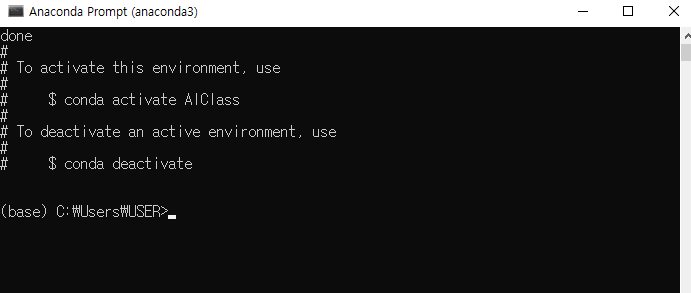 Anaconda Prompt (anaconda3)
done
#
# To activate this environment, use
#
#     $ conda activate AIClass
#
# To deactivate an active environment, use
#
#     $ conda deactivate
(base) C:₩Users₩USER>